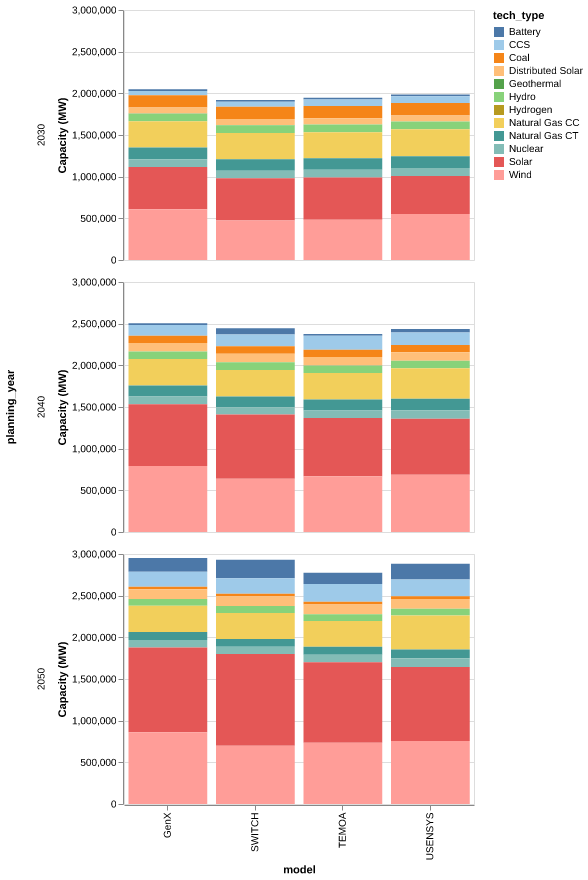 tech_type
Battery
CCS
Coal
Distributed Solar
Geothermal
Hydro
Hydrogen
Natural Gas CC
Natural Gas CT
Nuclear
Solar
Wind
planning_year
2030
Capacity (MW)
3,000,000
2,500,000
2,000,000
1,500,000
1,000,000
500,000
0
2040
Capacity (MW)
3,000,000
2,500,000
2,000,000
1,500,000
1,000,000
500,000
0
2050
Capacity (MW)
3,000,000
2,500,000
2,000,000
1,500,000
1,000,000
500,000
0
GenX
SWITCH
TEMOA
USENSYS
model